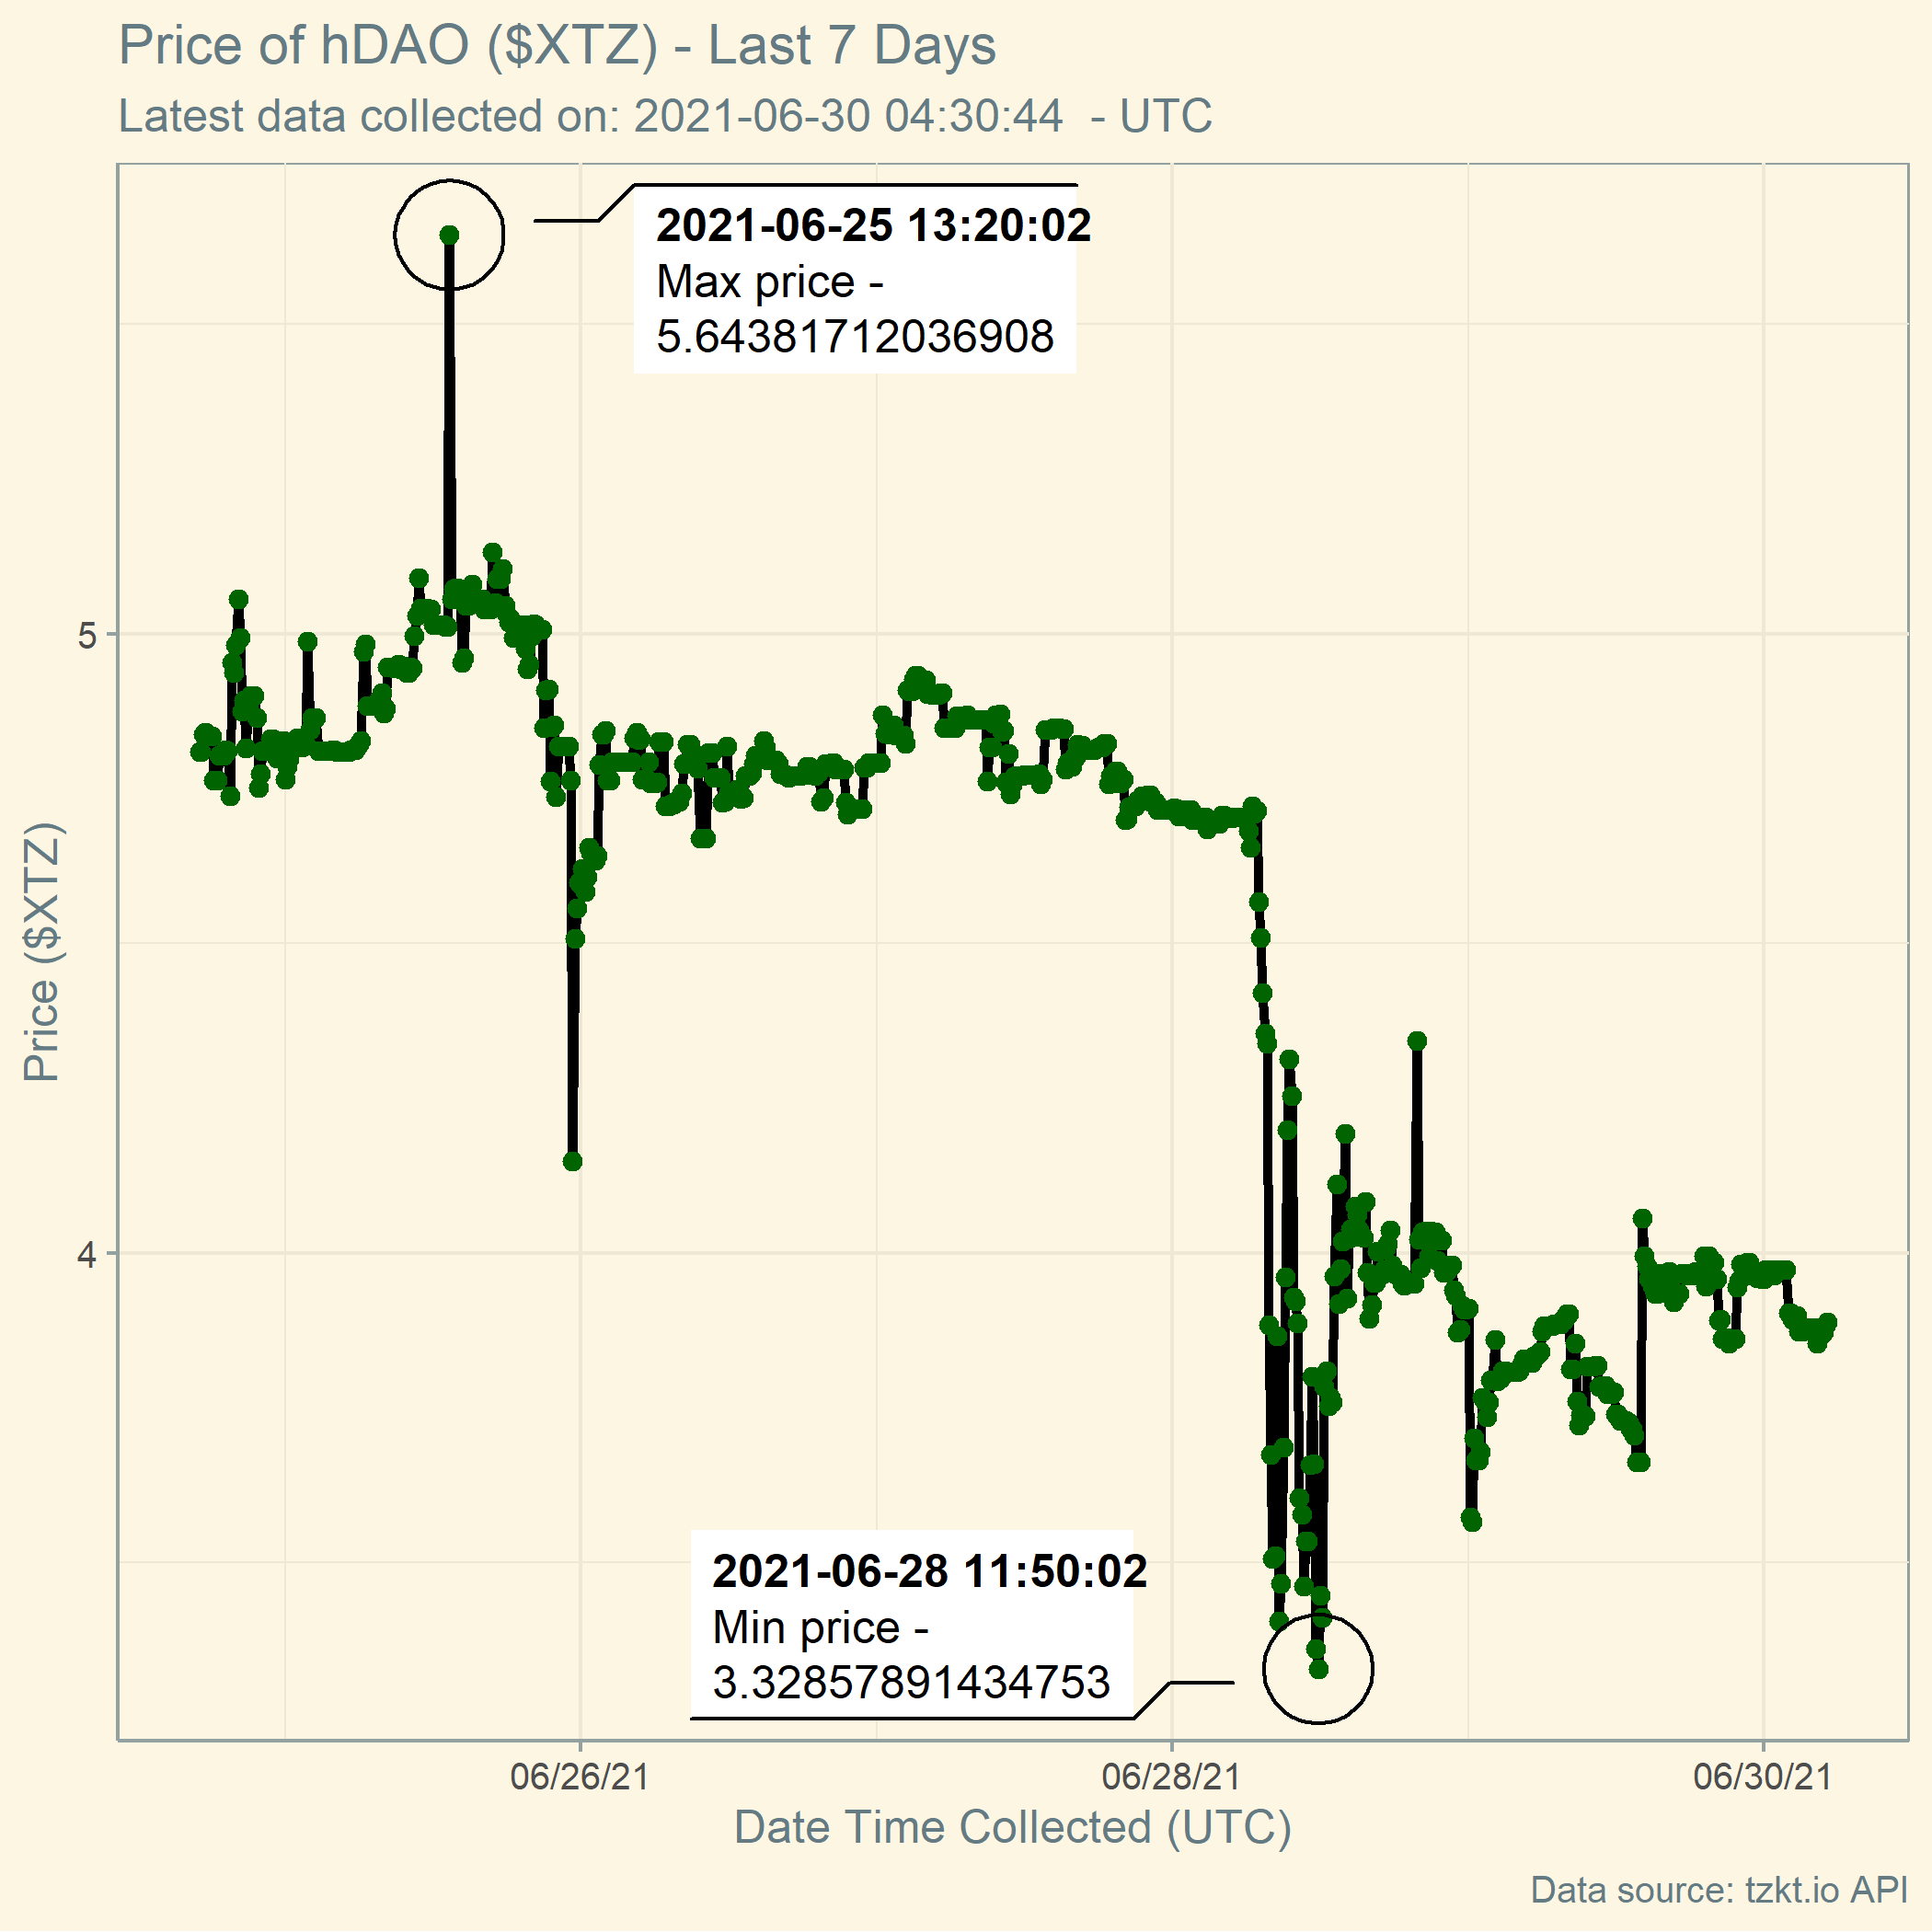 Price of hDAO ($XTZ) - Last 7 Days
Latest data collected on: 2021-06-30 04:30:44  - UTC
2021-06-25 13:20:02
Max price -
5.64381712036908
5
Price ($XTZ)
4
2021-06-28 11:50:02
Min price -
3.32857891434753
06/26/21
06/28/21
06/30/21
Date Time Collected (UTC)
Data source: tzkt.io API